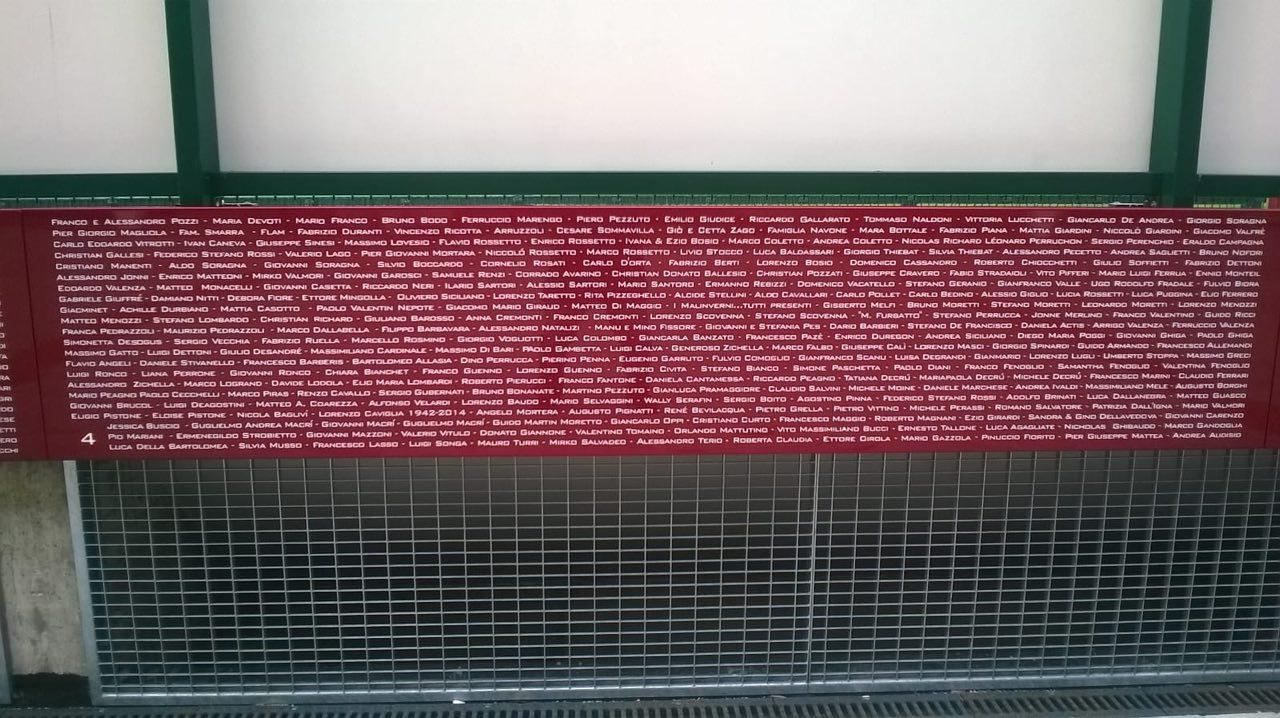 Franco e Alessandro Pozzi - Maria Devoti - Mario Franco - Bruno Bodo - Ferruccio Marengo - Piero Pezzuto - Emilio Giudice - Riccardo Gallarato - Tommaso Naldoni - Vittoria Lucchetti - Giancarlo De Andrea - Giorgio Soragna
Pier Giorgio Magliola - Fam. Smarra - Flam - Fabrizio Duranti - Vincenzo Ricotta - Arruzzoli - Cesare Sommavilla - Giò e Cetta Zago - Famiglia Navone - Mara Bottale - Fabrizio Piana - Mattia Giardini - Niccolò Giardini - Giacomo Valfrè
Carlo Edoardo Vitrotti - Ivan Caneva - Giuseppe Sinesi - Massimo Lovesio - Flavio Rossetto - Enrico Rossetto - Ivana & Ezio Bosio - Marco Coletto - Andrea Coletto - Nicolas Richard Léonard Perruchon - Sergio Perenchio - Eraldo Campagna
Christian Gallesi - Federico Stefano Rossi - Valerio Lago - Pier Giovanni Mortara - Niccolò Rossetto - Marco Rossetto - Livio Stocco - Luca Baldassari - Giorgio Thiebat - Silvia Thiebat - Alessandro Pecetto - Andrea Saglietti - Bruno Nofori
Cristiano Manenti - Aldo Soragna - Giovanni Soragna - Silvio Boccardo - Cornelio Rosati - Carlo D'Orta - Fabrizio Berti - Lorenzo Bosio - Domenico Cassandro - Roberto Chiocchetti - Giulio Soffietti - Fabrizio Dettoni
Alessandro Jonni - Enrico Matteoni - Mirko Valmori - Giovanni Garosci - Samuele Renzi - Corrado Avarino - Christian Donato Ballesio - Christian Pozzati - Giuseppe Cravero - Fabio Stradaioli - Vito Pifferi - Mario Luigi Ferrua - Ennio Monteil
Edoardo Valenza - Matteo Monacelli - Giovanni Casetta - Riccardo Neri - Ilario Sartori - Alessio Sartori - Mario Santoro - Ermanno Rebizzi - Domenico Vacatello - Stefano Geranio - Gianfranco Valle - Ugo Rodolfo Fradale - Fulvio Bidra
Gabriele Giuffré - Damiano Nitti - Debora Fiore - Ettore Mingolla - Oliviero Siciliano - Lorenzo Taretto - Rita Pizzeghello - Alcide Stellini - Aldo Cavallari - Carlo Pollet - Carlo Bedino - Alessio Giglio - Luca Rossetti - Luca Puggina - Elio Ferrero
Giacminet - Achille Durbiano - Mattia Casotto - Paolo Valentin Nepote - Giacomo Mario Giraud - Matteo Di Maggio - I Malinverni...tutti presenti - Gisberto Melfi - Bruno Moretti - Stefano Moretti - Leonardo Moretti - Lorenzo Menozzi
Matteo Menozzi - Stefano Lombardo - Christian Richard - Giuliano Barosso - Anna Cremonti - Franco Cremonti - Lorenzo Scovenna - Stefano Scovenna - "M. Furbatto" - Stefano Perrucca - Jonne Merlino - Franco Valentino - Guido Ricci
Franca Pedrazzoli - Maurizio Pedrazzoli - Marco Dallabella - Filippo Barbavara - Alessandro Natalizi - Manu e Mino Fissore - Giovanni e Stefania Pes - Dario Barbieri - Stefano De Francisco - Daniela Actis - Arrigo Valenza - Ferruccio Valenza
Simonetta Desogus - Sergio Vecchia - Fabrizio Ruella - Marcello Rosmino - Giorgio Vogliotti - Luca Colombo - Giancarla Benzato - Francesco Pazè - Enrico Duregon - Andrea Siciliano - Diego Maria Poggi - Giovanni Ghiga - Paolo Ghiga
Massimo Gatto - Luigi Dettoni - Giulio Desandré - Massimiliano Cardinale - Massimo Di Bari - Paolo Gambetta - Luigi Calva - Generoso Zichella - Marco Falbo - Giuseppe Calì - Lorenzo Masci - Giorgio Spinardi - Guido Armando - Francesco Allemandi
Flavio Angeli - Daniele Stivanello - Francesco Barberis - Bartolomeo Allasia - Dino Perrucca - Pierino Penna - Eugenio Garruto - Fulvio Comoglio - Gianfranco Scanu - Luisa Degrandi - Gianmario - Lorenzo Lugu - Umberto Stoppa - Massimo Greci
Luigi Ronco - Liana Perrone - Giovanni Ronco - Chiara Bianchet - Franco Guenno - Lorenzo Guenno - Fabrizio Civita - Stefano Bianco - Simone Paschetta - Paolo Diani - Franco Fenoglio - Samantha Fenoglio - Valentina Fenoglio
Alessandro Zichella - Marco Lograno - Davide Lodola - Elio Maria Lombardi - Roberto Pierucci - Franco Fantone - Daniela Cantamessa - Riccardo Peagno - Tatiana Decrú - Mariapaola Decrú - Michele Decrú - Francesco Marini - Claudio Ferrari
Mario Peagno Paolo Cecchelli - Marco Piras - Renzo Cavallo - Sergio Gubernati - Bruno Bonanate - Martino Pezzuto - Gianluca Pramaggiore - Claudio Salvini - Michele Moine - Daniele Marchese - Andrea Ivaldi - Massimiliano Mele - Augusto Borghi
Giovanni Brucol - Luigi Deagostini - Matteo A. Cgarezza - Alfonso Velardi - Lorenzo Baudo - Mario Selvaggini - Wally Serafin - Sergio Boito - Agostino Pinna - Federico Stefano Rossi - Adolfo Brinati - Luca Dallanegra - Matteo Guasco
Eligio Pistone - Eloise Pistone - Nicola Baguvì - Lorenzo Caviglia 1942-2014 - Angelo Mortera - Augusto Pignatti - René Bevilacqua - Pietro Grella - Pietro Vittino - Michele Perassi - Romano Salvatore - Patrizia Dall'Igna - Mario Valmori
Jessica Buscio - Guglielmo Andrea Macrí - Giovanni Macrí - Guglielmo Macrí - Guido Martin Moretto - Giancarlo Oppi - Cristiano Curto - Francesco Maggio - Roberto Magnani - Ezio Girardi - Sandra & Gino Dellavedova - Giovanni Carenzo
4 Pio Mariani - Ermenegildo Strobietto - Giovanni Mazzoni - Valerio Vitulo - Deodato Giannone - Valentino Tomaino - Orlando Mattutino - Vito Massimiliano Bucci - Ernesto Tallone - Luca Agagliate - Nicholas Ghibaudo - Marco Gandoglia
Luca Della Bartolomea - Silvia Musso - Francesco Lasso - Luigi Songa - Mauro Turri - Mirko Salvadeo - Alessandro Terio - Roberta Claudia - Ettore Girola - Mario Gazzola - Pinuccio Fiorito - Pier Giuseppe Mattea - Andrea Audisio